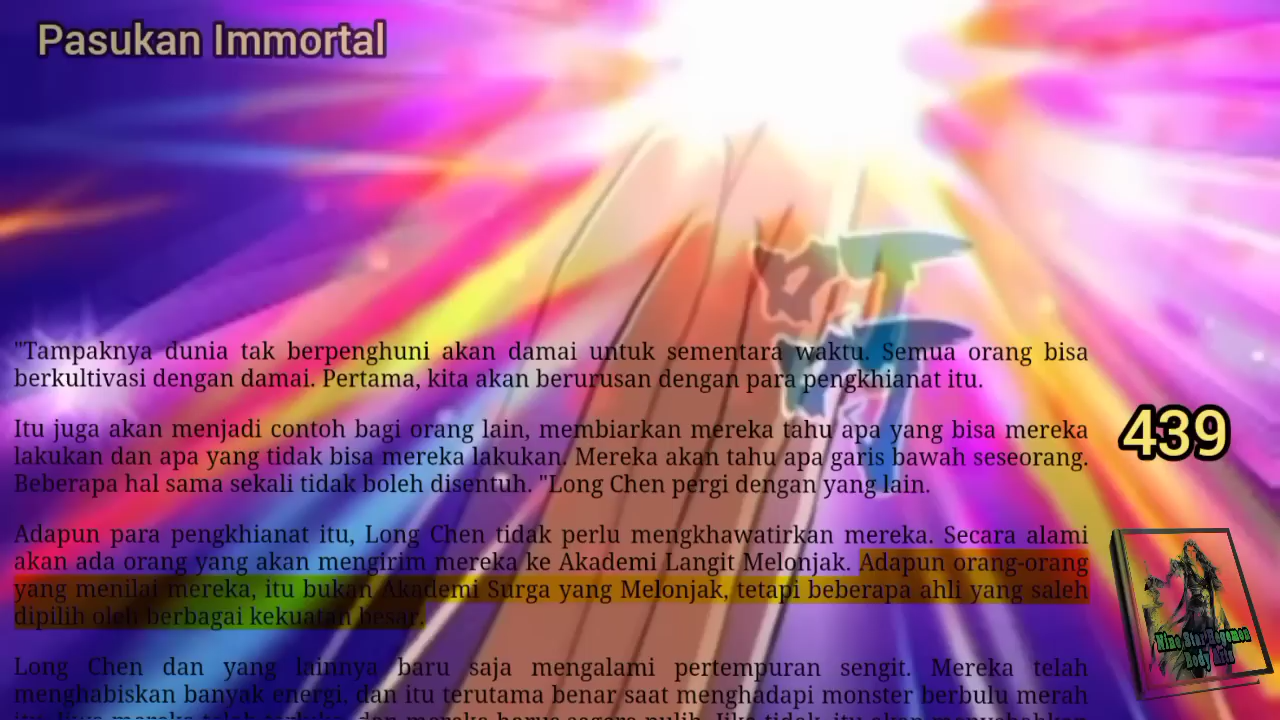 Pasukan Immortal
"Tampaknya dunia tak berpenghuni akan damai untuk sementara waktu. Semua orang bisa
berkultivasi dengan damai. Pertama, kita akan berurusan dengan para pengkhianat itu.
Itu juga akan menjadi contoh bagi orang lain, membiarkan mereka tahu apa yang bisa mereka
lakukan dan apa yang tidak bisa mereka lakukan. Mereka akan tahu apa garis bawah seseorang.
Beberapa hal sama sekali tidak boleh disentuh. "Long Chen pergi dengan yang lain.
439
Adapun para pengkhianat itu, Long Chen tidak perlu mengkhawatirkan mereka. Secara alami
akan ada orang yang akan mengirim mereka ke Akademi Langit Melonjak. Adapun orang-orang
yang menilai mereka, itu bukan Akademi Surga yang Melonjak, tetapi beberapa ahli yang saleh
dipilih oleh berbagai kekuatan besar.
Long Chen dan yang lainnya baru saja mengalami pertempuran sengit. Mereka telah
menghabiskan banyak energi, dan itu terutama benar saat menghadapi monster berbulu merah
Nine Star Hegemon
Body Arts